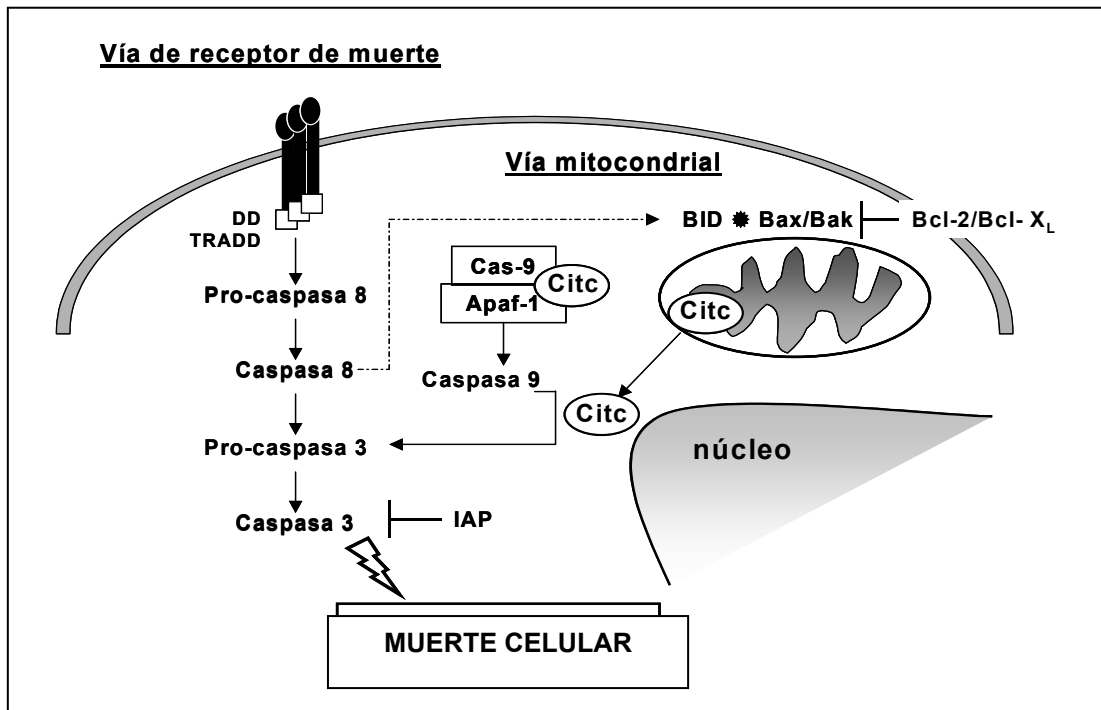 Vía de receptor de muerte
Vía mitocondrial
DD
TRADD
BID Bax/Bak
Bcl-2/Bcl- XL
Cas-9
Citc
Apaf-1
Citc
Pro-caspasa 8
Caspasa 8
Caspasa 9
Citc
Pro-caspasa 3
núcleo
Caspasa 3
IAP
MUERTE CELULAR